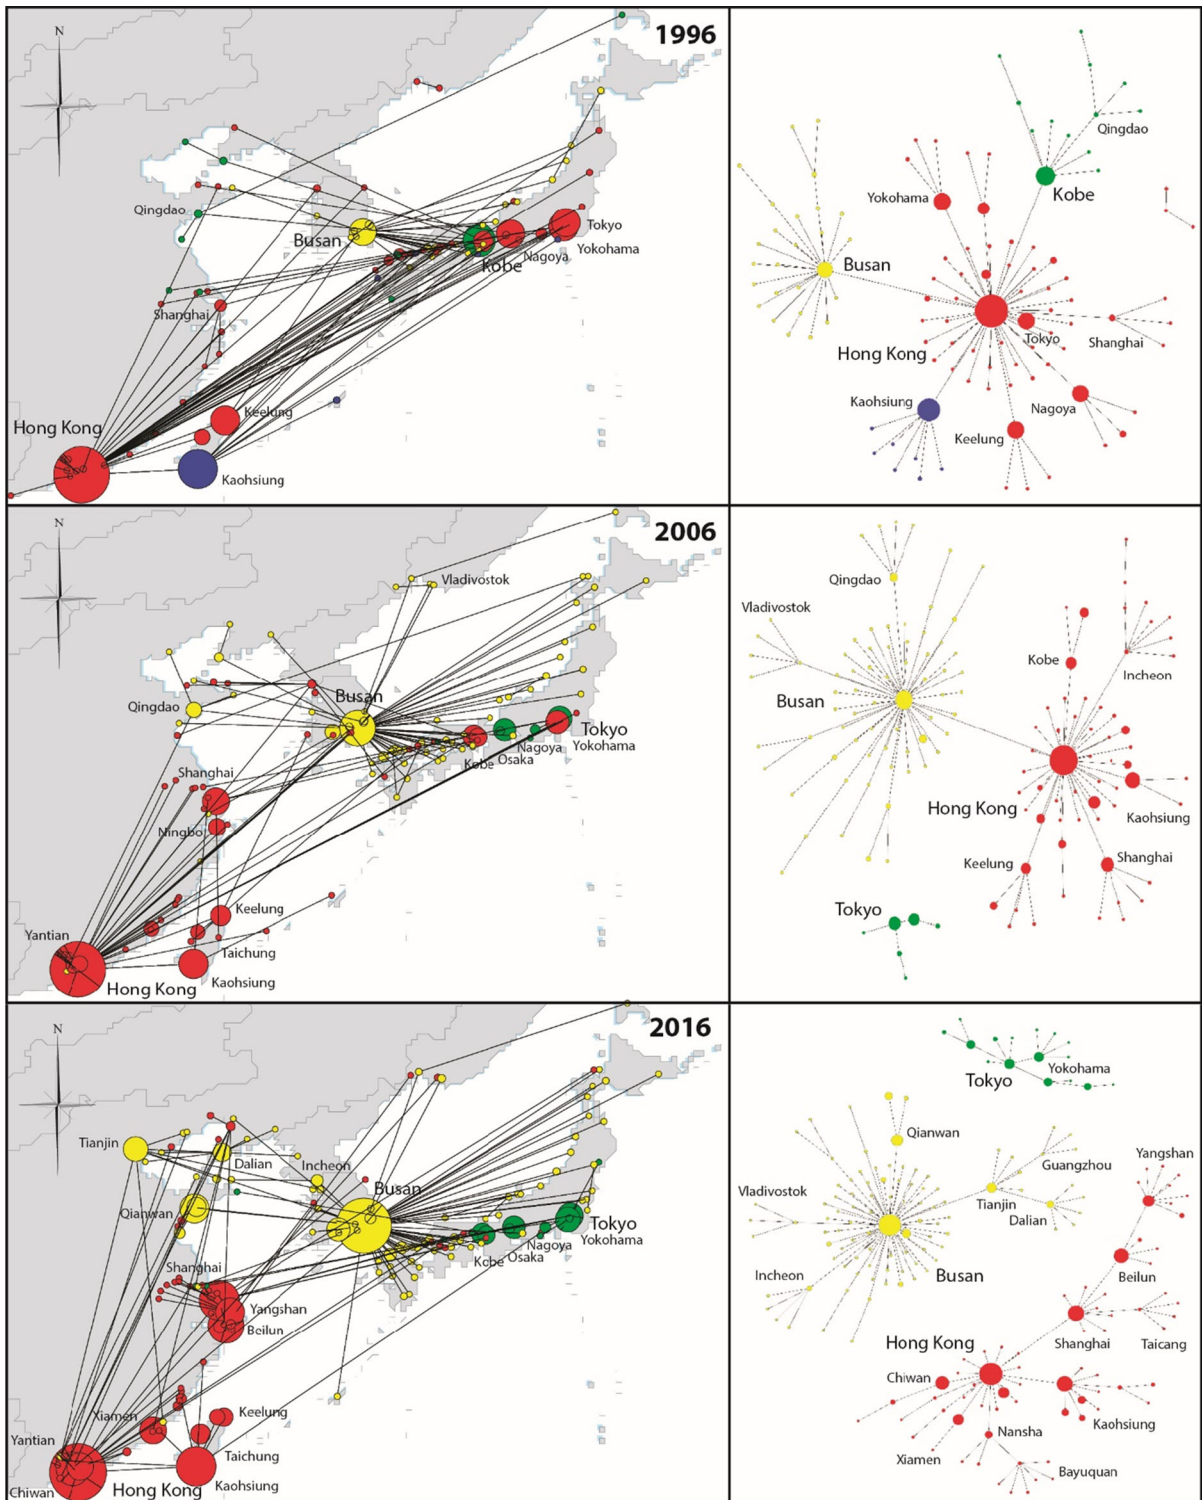 N
1996
Qingdao
Busan
Kobe
Nagoya
Tokyo
Yokohama
Shanghai
Hong Kong
Keelung
Kaohsiung
Qingdao
Kobe
Yokohama
Busan
Hong Kong
Tokyo
Shanghai
Kaohsiung
Nagoya
Keelung
N
2006
Vladivostok
Qingdao
Busan
Tokyo
Nagoya
Yokohama
Kobe
Osaka
Shanghai
Ningbo
Keelung
Yantian
Taichung
Kaohsiung
Hong Kong
Qingdao
Vladivostok
Kobe
Incheon
Busan
Hong Kong
Kaohsiung
Keelung
Shanghai
Tokyo
N
2016
Tianjin
Dalian
Incheon
Busan
Qianwan
Tokyo
Nagoya
Yokohama
Kobe
Osaka
Shanghai
Yangshan
Beilun
Xiamen
Keelung
Yantian
Taichung
Kaohsiung
Chiwan
Hong Kong
Yokohama
Tokyo
Qianwan
Guangzhou
Yangshan
Vladivostok
Tianjin
Dalian
Incheon
Busan
Beilun
Hong Kong
Shanghai
Taicang
Chiwan
Kaohsiung
Nansha
Xiamen
Bayuquan